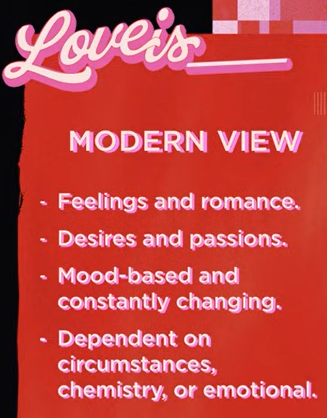 Love is
MODERN VIEW
- Feelings and romance.
- Desires and passions.
- Mood-based and
constantly changing.
- Dependent on
circumstances,
chemistry, or emotional.